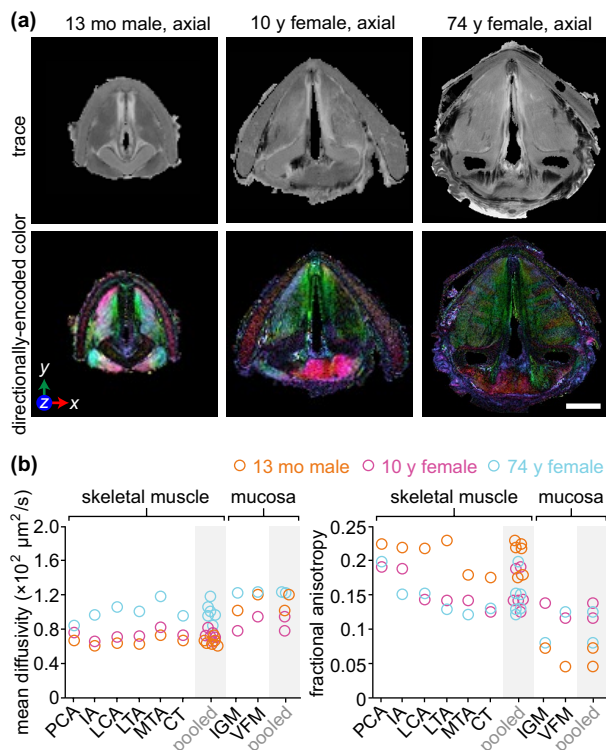 (a)
13 mo male, axial 10 y female, axial 74 y female, axial
trace
directionally-encoded color
y
z x
(b)
13 mo male 10 y female 74 y female
skeletal muscle mucosa
mean diffusivity (×10² µm²/s)
2.0
1.6
1.2
0.8
0.4
0
PCA IA LCA LTA MTA CT pooled IGM VFM pooled
skeletal muscle mucosa
fractional anisotropy
0.25
0.2
0.15
0.1
0.05
0
PCA IA LCA LTA MTA CT pooled IGM VFM pooled